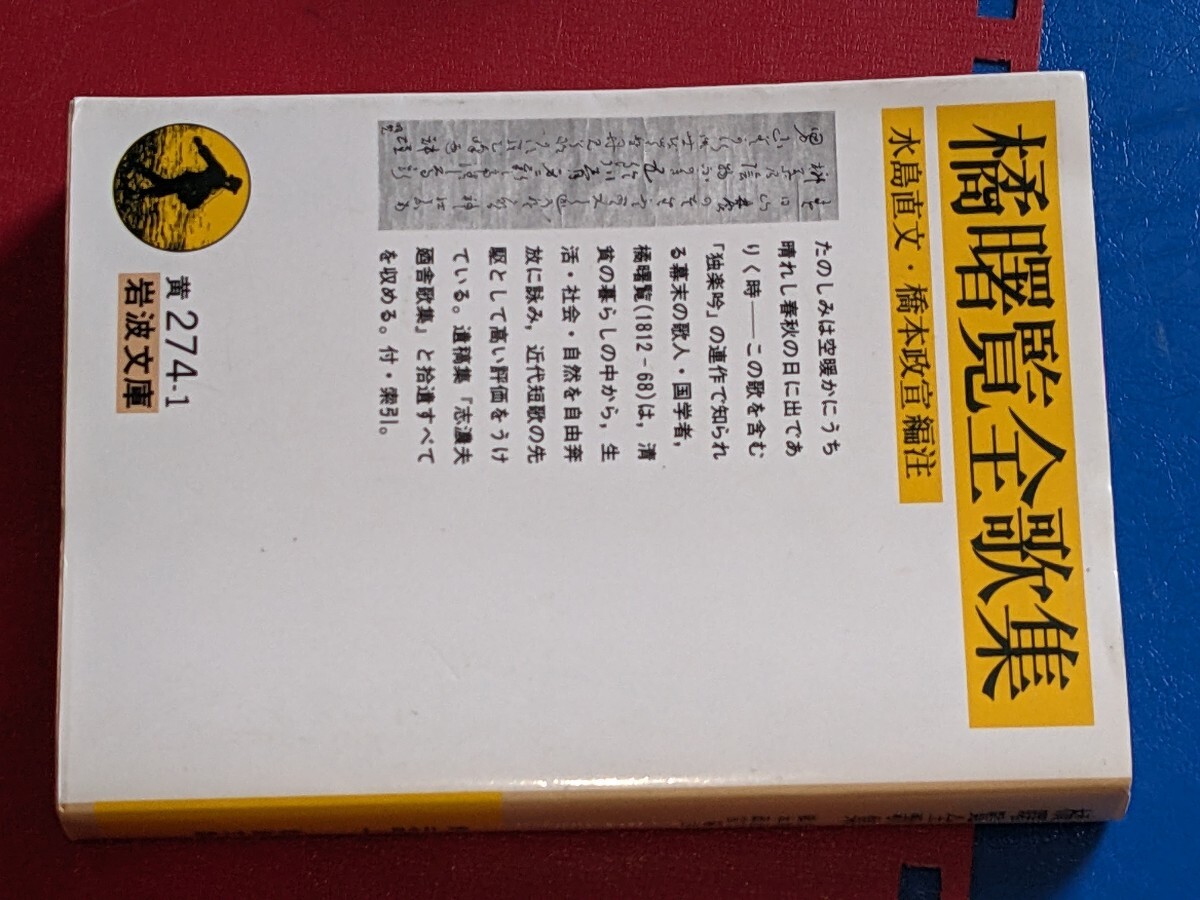 橘曙覧全歌集
水島直文・橋本政宣編注
たのしみは空暖かにうち
晴れし春秋の日に出であ
りく時――この歌を含む
「独楽吟」の連作で知られ
る幕末の歌人・国学者,
橘曙覧(1812-68)は,清
貧の暮らしの中から,生
活・社会・自然を自由奔
放に詠み,近代短歌の先
駆として高い評価をうけ
ている。遺稿集『志濃夫
廼舎歌集』と拾遺すべて
を収める。付・索引。
黄274-1
岩波文庫